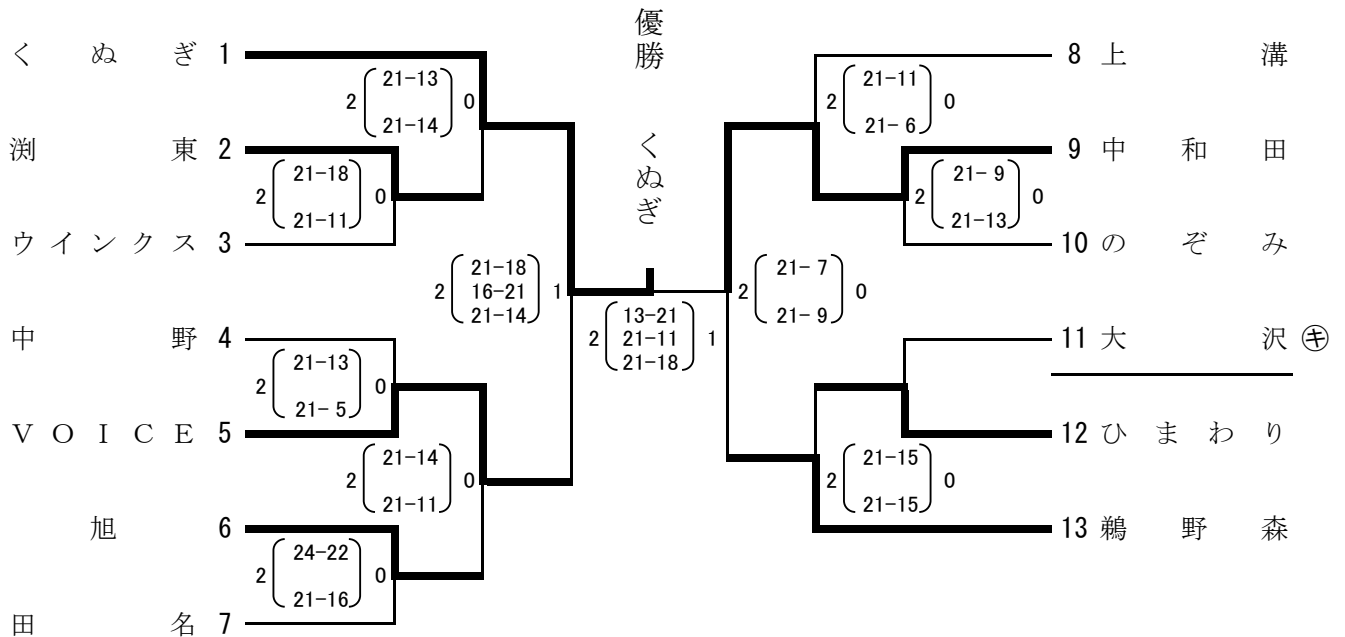 優勝 くぬぎ
くぬぎ 1
2 21-13 0
21-14
渕東 2
2 21-18 0
21-11
ウインクス 3
2 21-18 1
16-21
21-14
中野 4
2 21-13 0
21- 5
VOICE 5
2 21-14 0
21-11
旭 6
2 24-22 0
21-16
田名 7
2 13-21 1
21-11
21-18
8 上溝
2 21-11 0
21- 6
9 中和田
2 21- 9 0
21-13
10 のぞみ
2 21- 7 0
21- 9
11 大沢 ㋖
12 ひまわり
2 21-15 0
21-15
13 鵜野森